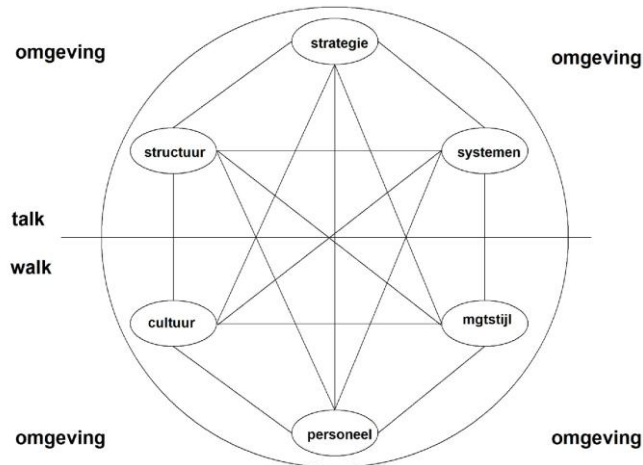 strategie
omgeving
omgeving
structuur
systemen
talk
walk
cultuur
mgtstijl
personeel
omgeving
omgeving